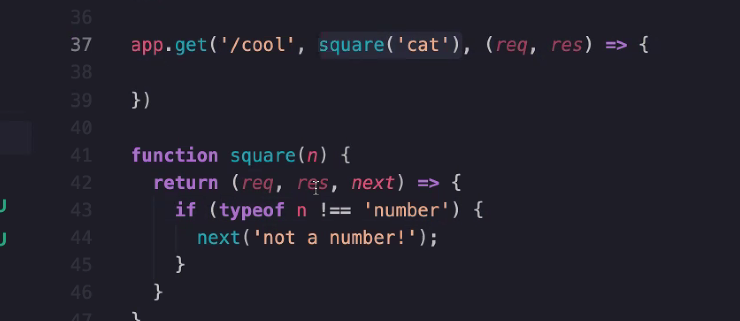 36
37 app.get('/cool', square('cat'), (req, res) => {
38
39 })
40
41 function square(n) {
42 return (req, res, next) => {
43 if (typeof n !== 'number') {
44 next('not a number!');
45 }
46 }
47 }